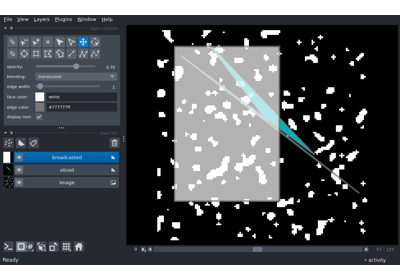 File View Layers Plugins Window Help
opacity: 0.70
blending: translucent
edge width: 1
face color: white
edge color: #777777ff
display text:
broadcasted
sliced
Image
Ready
activity